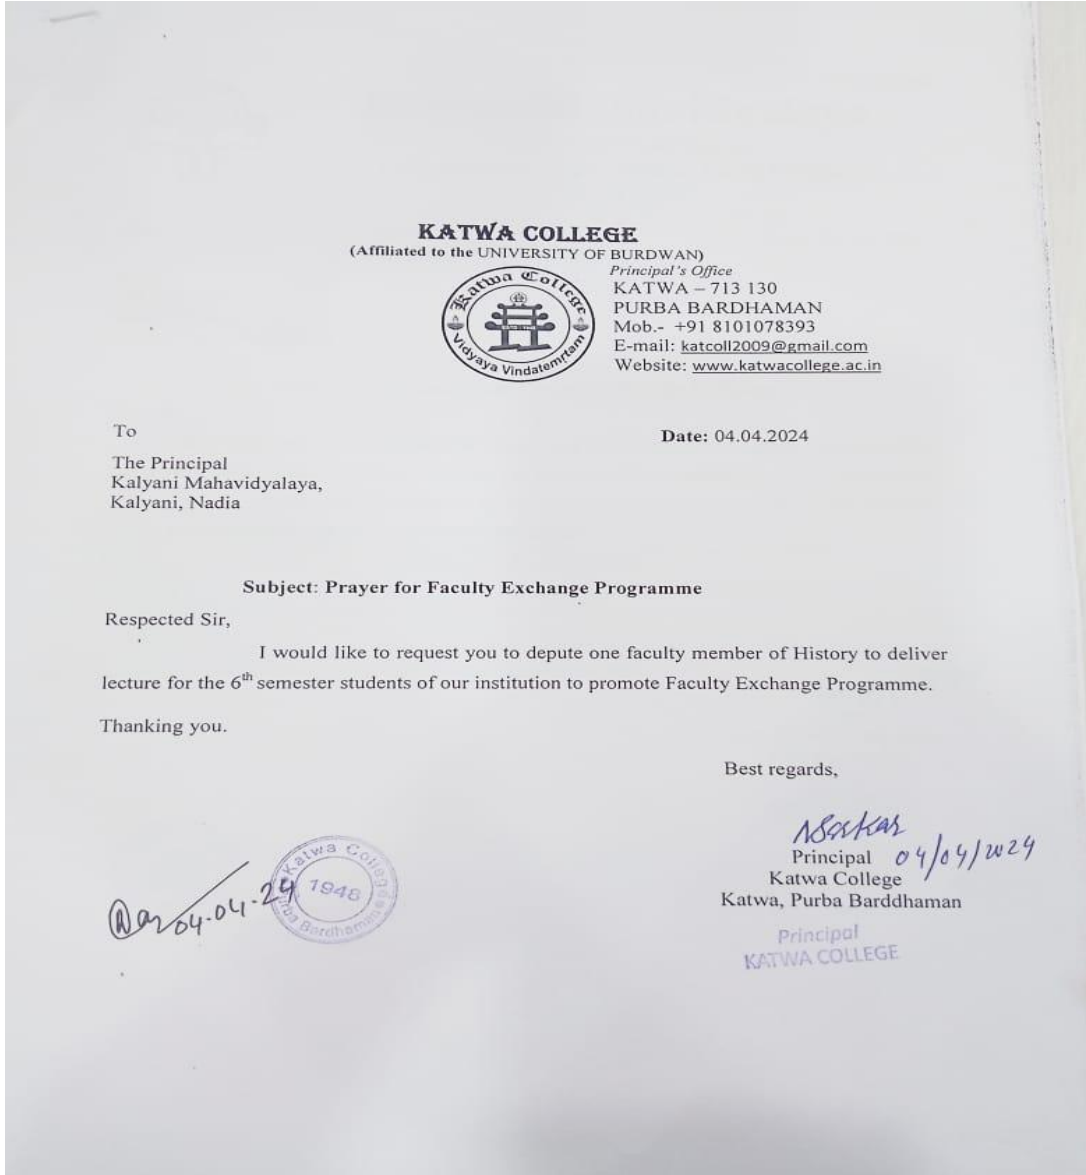 KATWA COLLEGE
(Affiliated to the UNIVERSITY OF BURDWAN)
Katwa College
Vidyaya Vindatemrtam
Principal's Office
KATWA – 713 130
PURBA BARDHAMAN
Mob.- +91 8101078393
E-mail: katcoll2009@gmail.com
Website: www.katwacollege.ac.in
To
Date: 04.04.2024
The Principal
Kalyani Mahavidyalaya,
Kalyani, Nadia
Subject: Prayer for Faculty Exchange Programme
Respected Sir,
I would like to request you to depute one faculty member of History to deliver
lecture for the 6th semester students of our institution to promote Faculty Exchange Programme.
Thanking you.
Best regards,
NSarkar
Principal 04/04/2024
Katwa College
Katwa, Purba Barddhaman
Principal
KATWA COLLEGE
04-04-24
Katwa College
1948
Purba Bardhaman